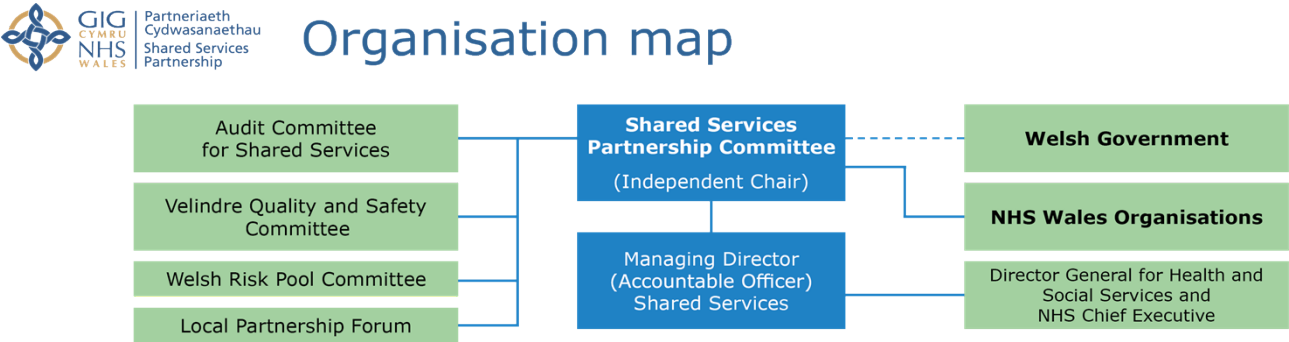 GIG
CYMRU
NHS
WALES
Partneriaeth
Cydwasanaethau
Shared Services
Partnership
Organisation map
Audit Committee
for Shared Services
Velindre Quality and Safety
Committee
Welsh Risk Pool Committee
Local Partnership Forum
Shared Services
Partnership Committee
(Independent Chair)
Managing Director
(Accountable Officer)
Shared Services
Welsh Government
NHS Wales Organisations
Director General for Health and
Social Services and
NHS Chief Executive